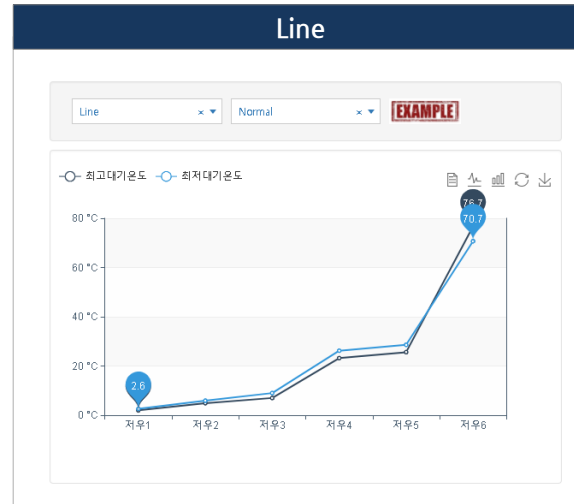 Line
Line × ▼ Normal × ▼ EXAMPLE
최고대기온도 최저대기온도
76.7
80 °C 70.7
60 °C
40 °C
20 °C
2.6
0 °C
저우1 저우2 저우3 저우4 저우5 저우6